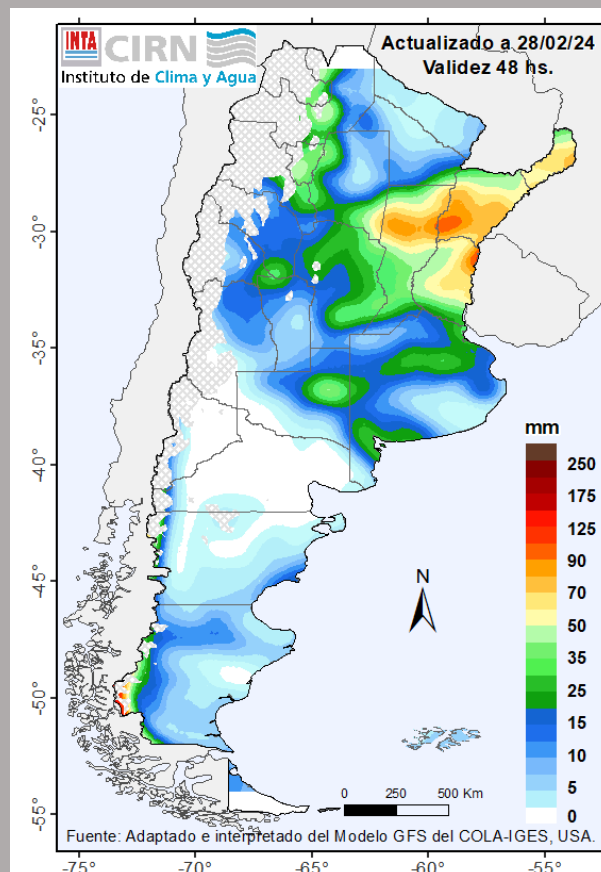 INTA CIRN
Instituto de Clima y Agua
Actualizado a 28/02/24
Validez 48 hs.
-25°
-30°
-35°
-40°
-45°
-50°
-55°
mm
250
175
125
90
70
50
35
25
15
10
5
0
N
0 250 500 Km
Fuente: Adaptado e interpretado del Modelo GFS del COLA-IGES, USA.
-75° -70° -65° -60° -55°